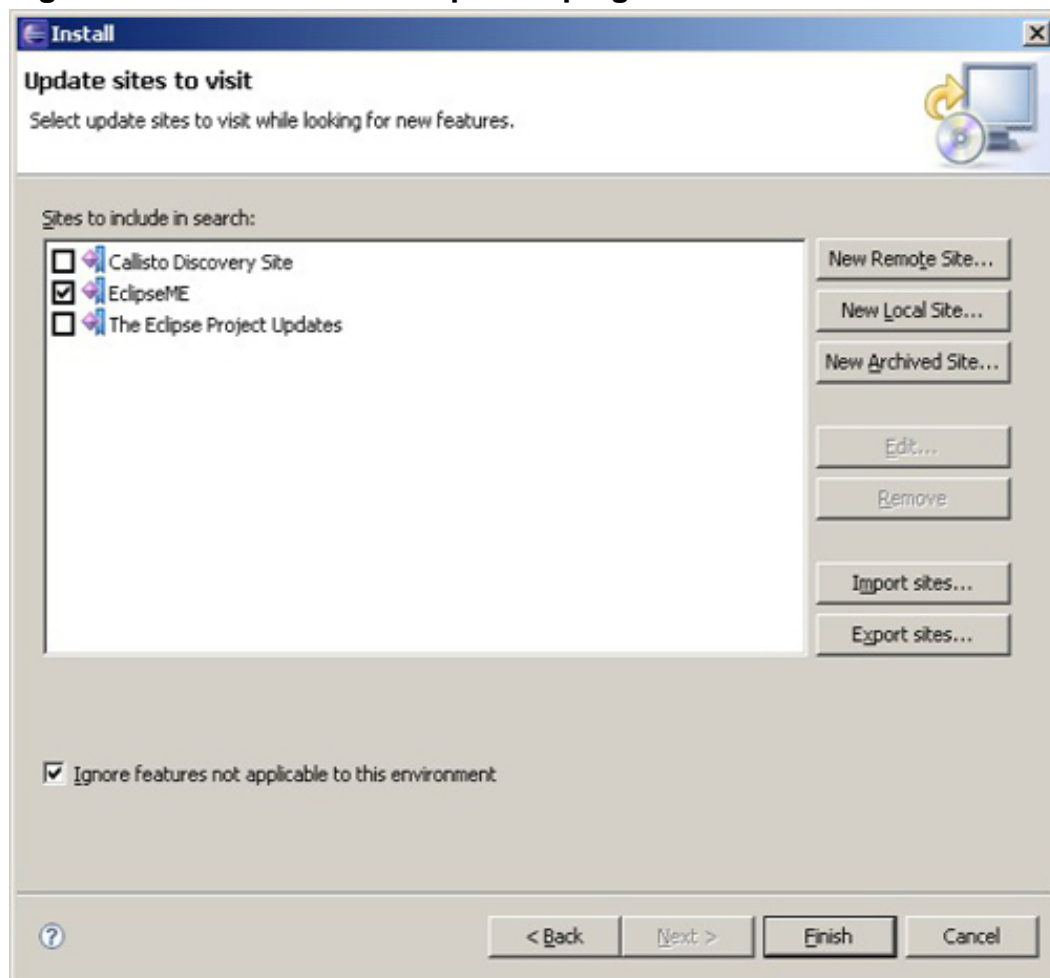 Install
Update sites to visit
Select update sites to visit while looking for new features.
Sites to include in search:
Callisto Discovery Site
EclipseME
The Eclipse Project Updates
New Remote Site...
New Local Site...
New Archived Site...
Edit...
Remove
Import sites...
Export sites...
Ignore features not applicable to this environment
?
< Back Next > Finish Cancel